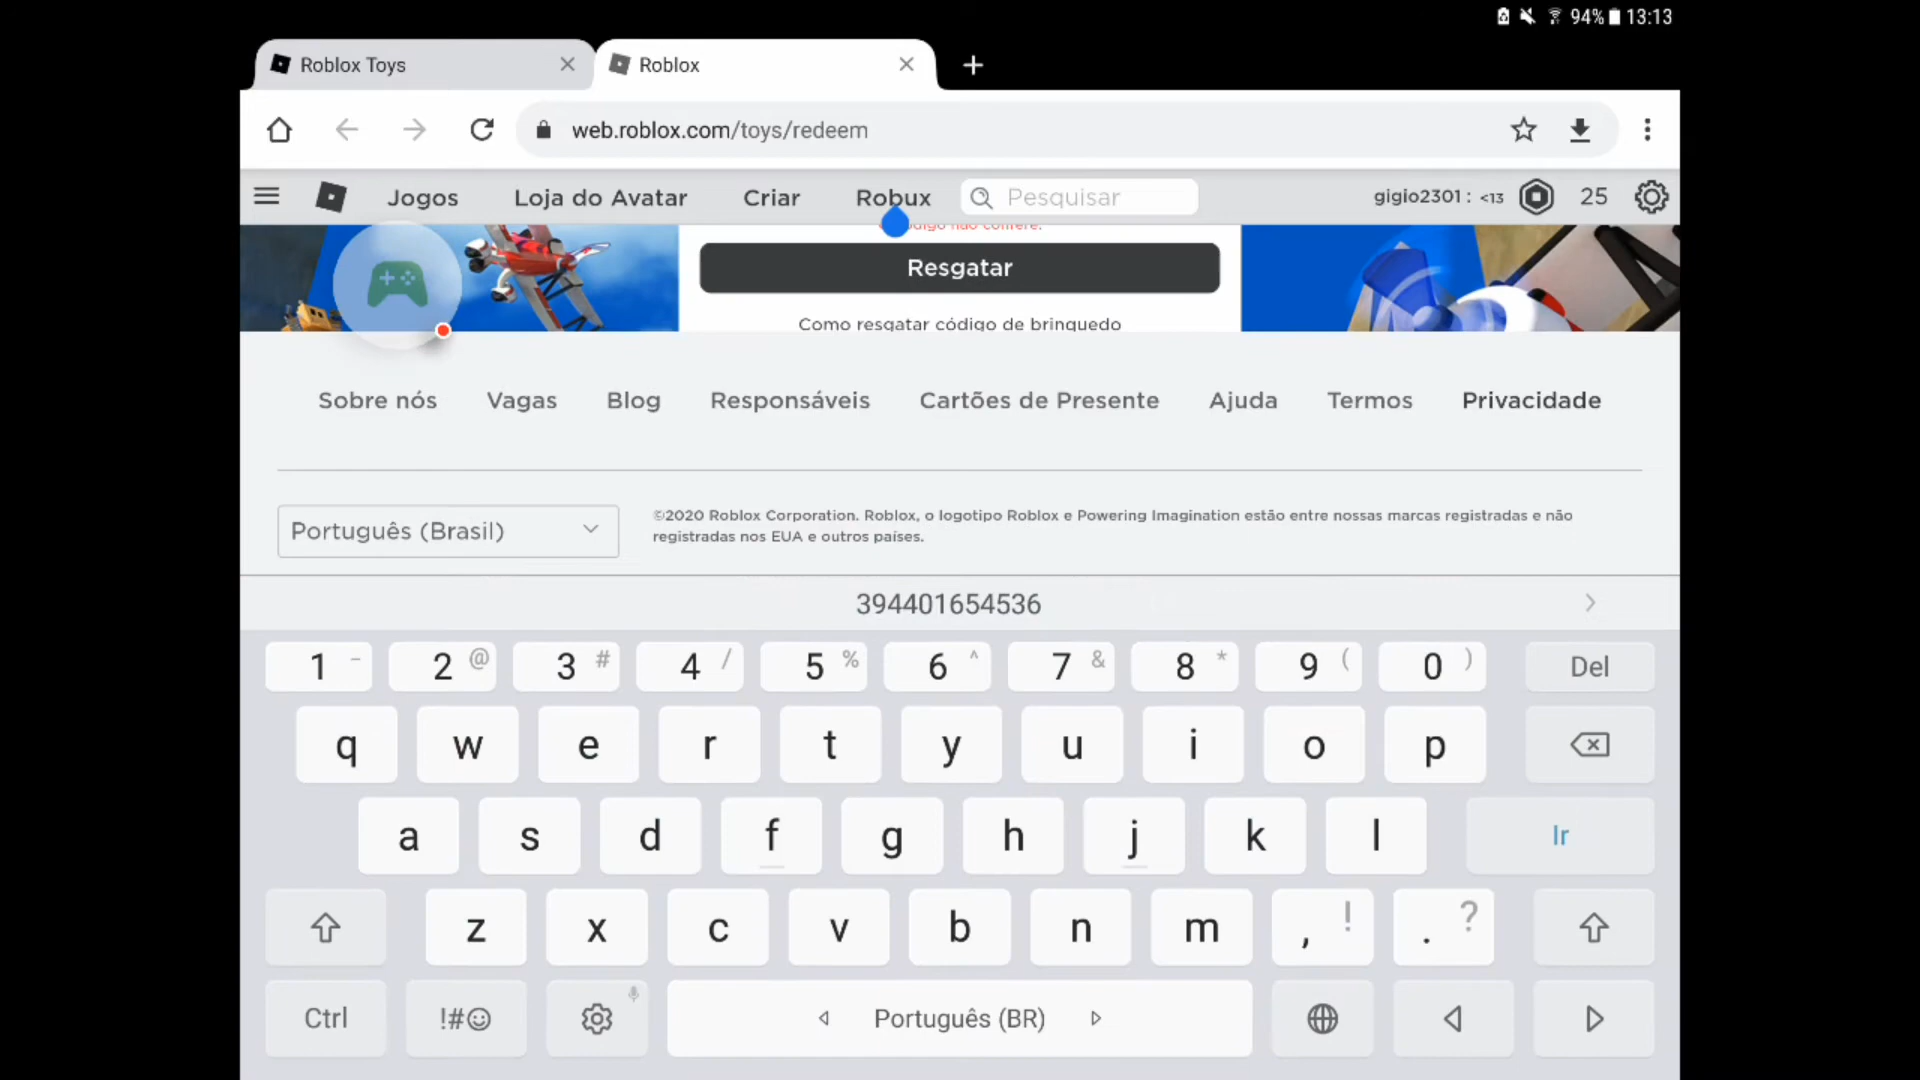 94% 13:13
Roblox Toys
Roblox
web.roblox.com/toys/redeem
Jogos
Loja do Avatar
Criar
Robux
Pesquisar
gigio2301 : <13
25
não confere.
Resgatar
Como resgatar código de brinquedo
Sobre nós
Vagas
Blog
Responsáveis
Cartões de Presente
Ajuda
Termos
Privacidade
Português (Brasil)
©2020 Roblox Corporation. Roblox, o logotipo Roblox e Powering Imagination estão entre nossas marcas registradas e não
registradas nos EUA e outros países.
394401654536
1 - 2 @ 3 # 4 / 5 % 6 ^ 7 & 8 * 9 ( 0 ) Del
q w e r t y u i o p
a s d f g h j k l Ir
z x c v b n m , ! . ?
Ctrl !#☺ Português (BR)